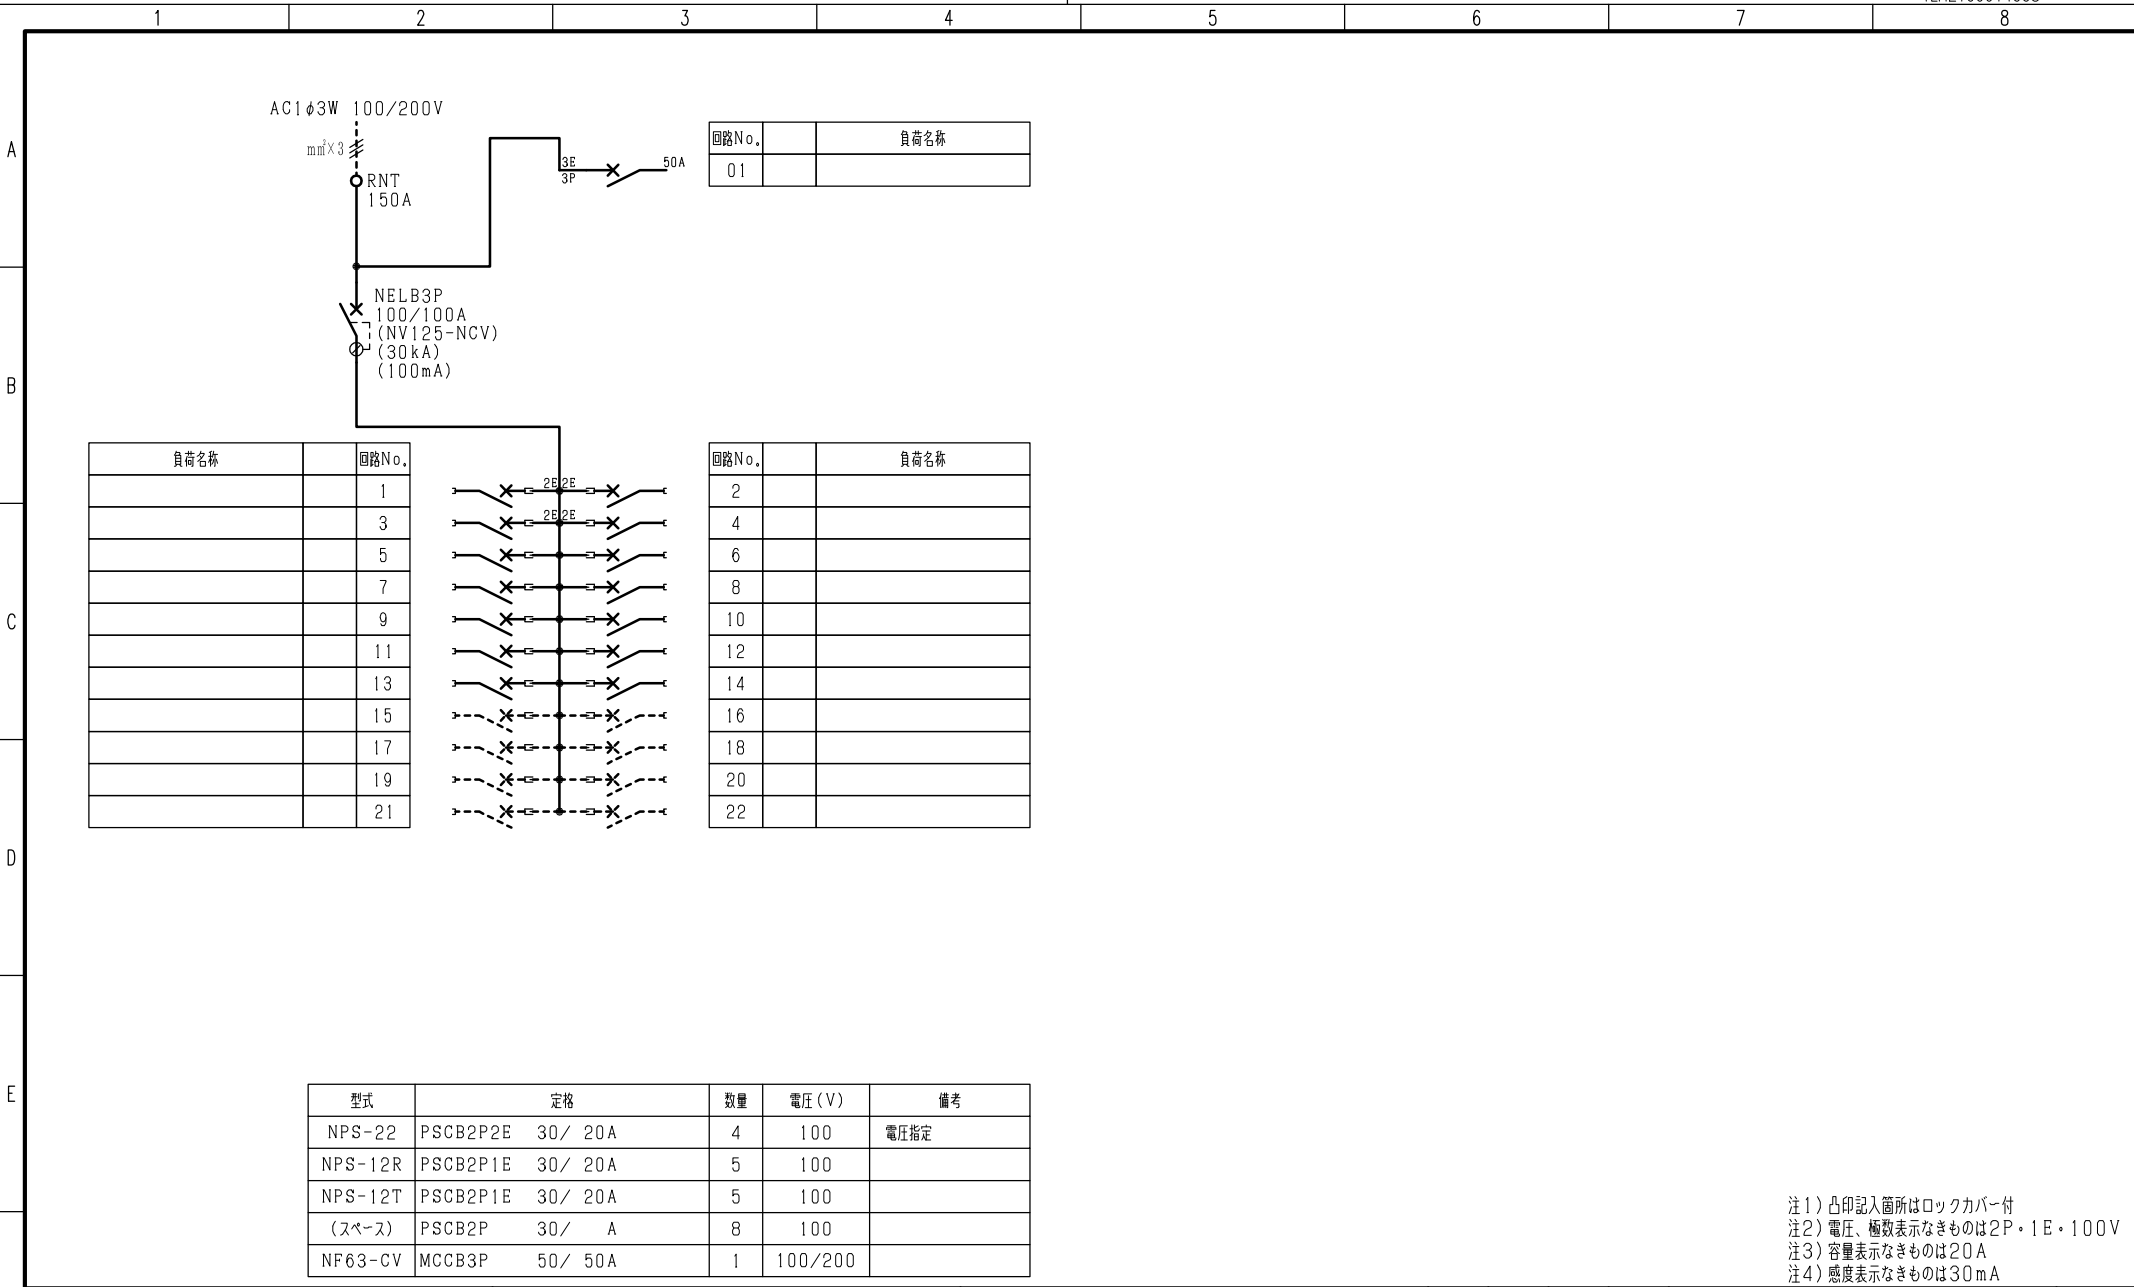 1 2 3 4 5 6 7 8
A
B
C
D
E
AC1φ3W 100/200V
mm²×3
RNT
150A
3E
3P
50A
回路No. 負荷名称
01
NELB3P
100/100A
(NV125-NCV)
(30kA)
(100mA)
負荷名称 回路No.
1
3
5
7
9
11
13
15
17
19
21
2E 2E
2E 2E
回路No. 負荷名称
2
4
6
8
10
12
14
16
18
20
22
型式 定格 数量 電圧(V) 備考
NPS-22 PSCB2P2E 30/ 20A 4 100 電圧指定
NPS-12R PSCB2P1E 30/ 20A 5 100
NPS-12T PSCB2P1E 30/ 20A 5 100
(スペース) PSCB2P 30/ A 8 100
NF63-CV MCCB3P 50/ 50A 1 100/200
注1)凸印記入箇所はロックカバー付
注2)電圧、極数表示なきものは2P・1E・100V
注3)容量表示なきものは20A
注4)感度表示なきものは30mA